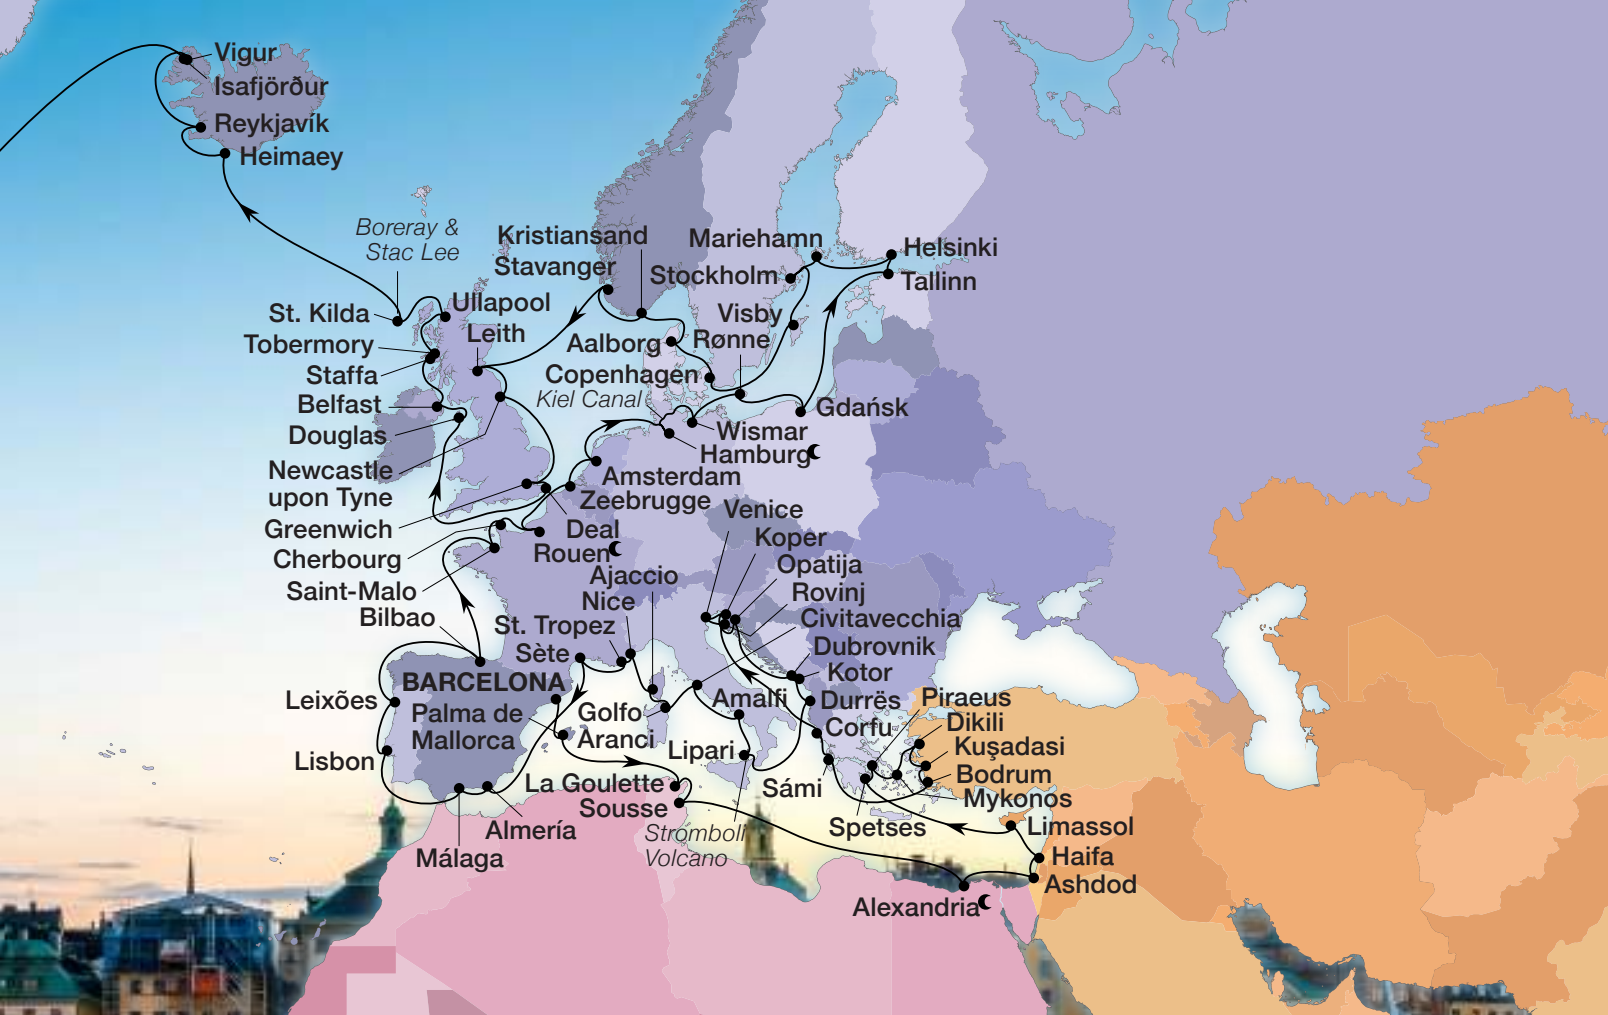 Vigur
Isafjörður
Reykjavík
Heimaey
Boreray &
Stac Lee
Kristiansand
Stavanger
Mariehamn
Helsinki
Stockholm
Tallinn
St. Kilda
Ullapool
Leith
Visby
Tobermory
Aalborg
Rønne
Staffa
Copenhagen
Kiel Canal
Belfast
Gdańsk
Douglas
Wismar
Hamburg
Newcastle
upon Tyne
Amsterdam
Zeebrugge
Venice
Greenwich
Deal
Koper
Cherbourg
Rouen
Opatija
Saint-Malo
Ajaccio
Rovinj
Bilbao
Nice
Civitavecchia
St. Tropez
Dubrovnik
Sète
Kotor
BARCELONA
Leixões
Amalfi
Durrës
Piraeus
Palma de
Mallorca
Golfo
Aranci
Corfu
Dikili
Lipari
Kuşadasi
Lisbon
La Goulette
Sámi
Bodrum
Sousse
Mykonos
Almería
Stromboli
Volcano
Spetses
Limassol
Málaga
Haifa
Ashdod
Alexandria